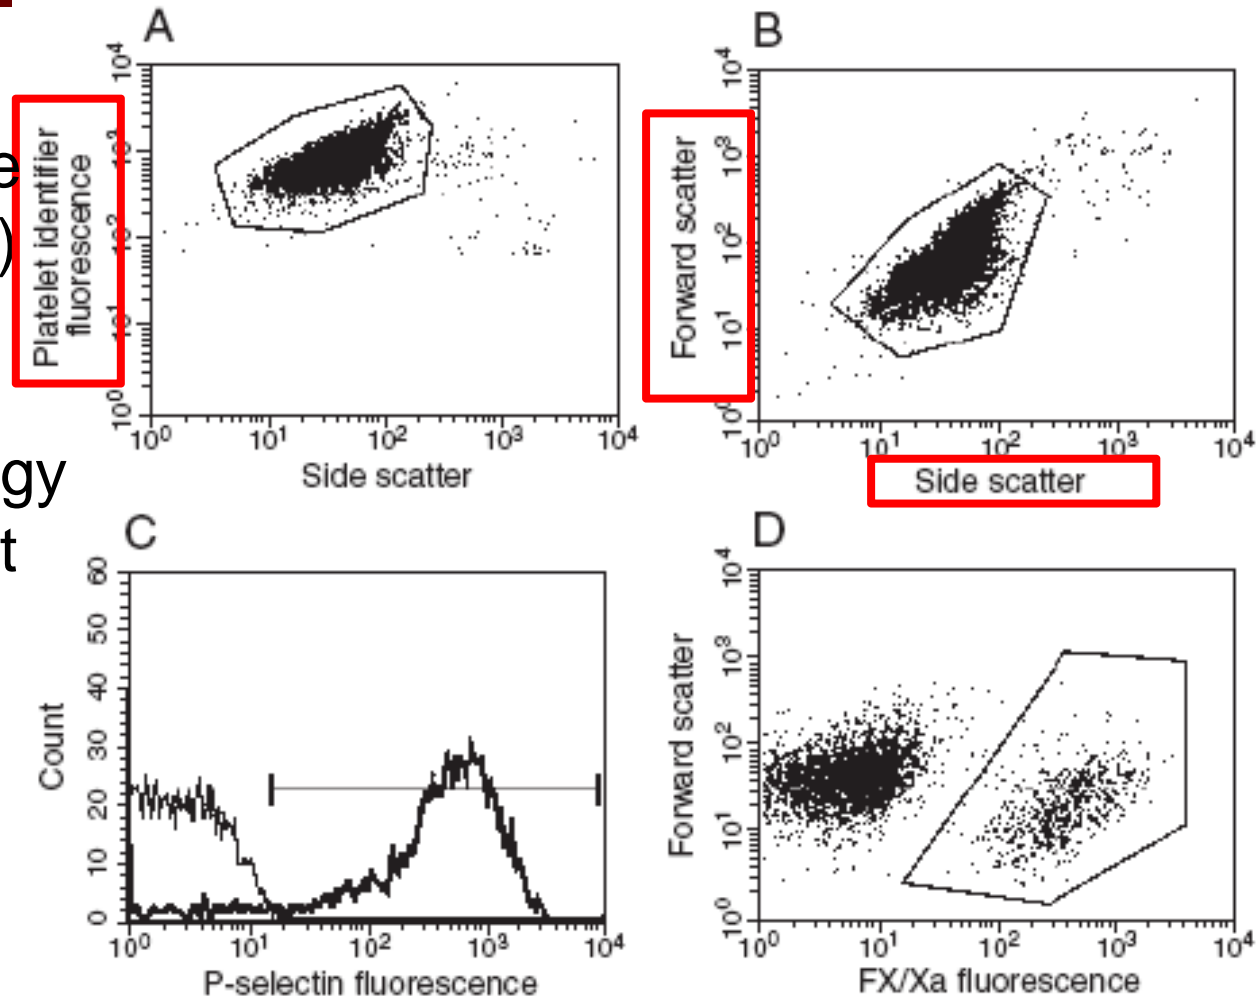 A
10⁴
10³
10²
10¹
10⁰
Platelet identifier
fluorescence
10⁰ 10¹ 10² 10³ 10⁴
Side scatter
B
10⁴
10³
10²
10¹
10⁰
Forward scatter
10⁰ 10¹ 10² 10³ 10⁴
Side scatter
e
)
gy
t
C
60
50
40
30
20
10
0
Count
10⁰ 10¹ 10² 10³ 10⁴
P-selectin fluorescence
D
10⁴
10³
10²
10¹
10⁰
Forward scatter
10⁰ 10¹ 10² 10³ 10⁴
FX/Xa fluorescence